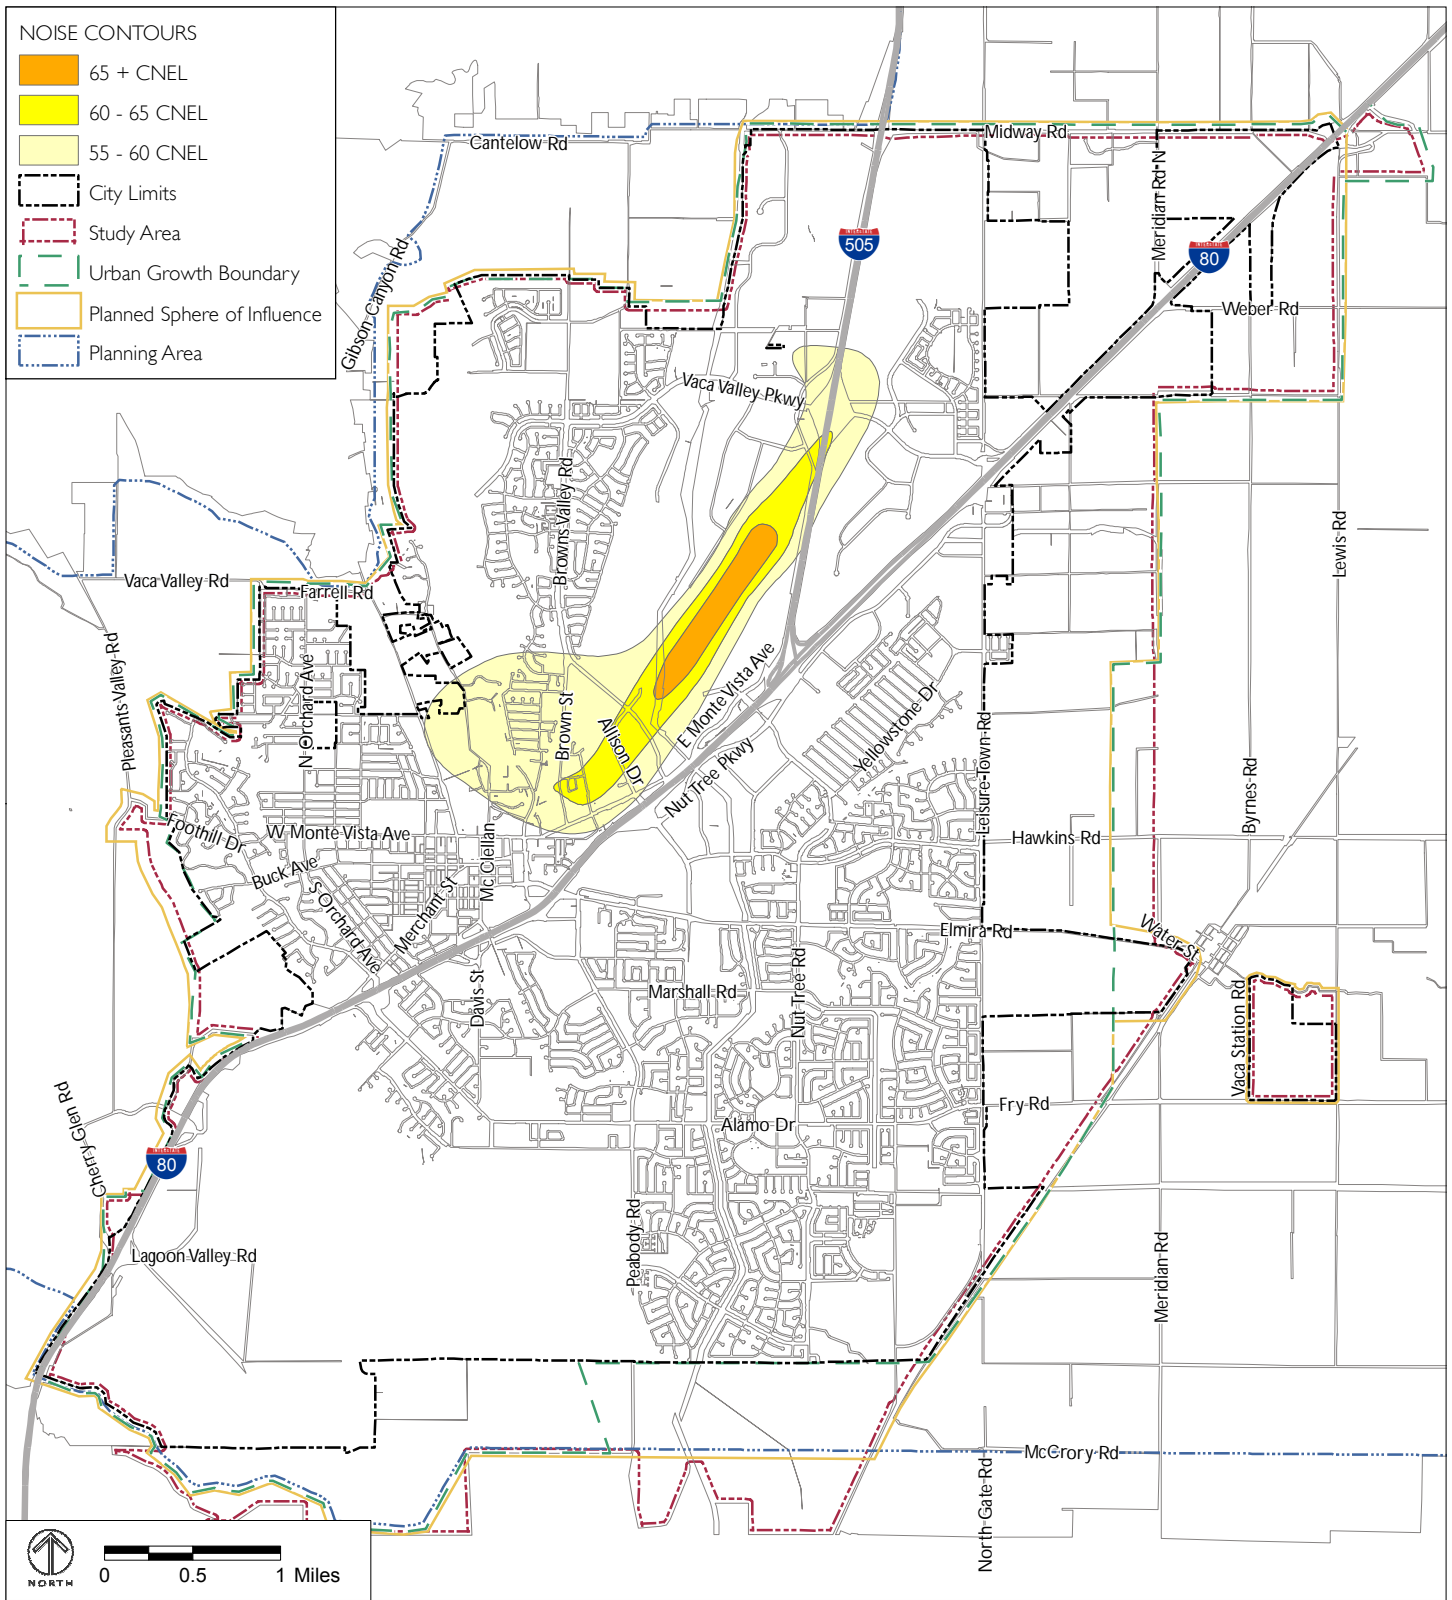 NOISE CONTOURS
65 + CNEL
60 - 65 CNEL
55 - 60 CNEL
City Limits
Study Area
Urban Growth Boundary
Planned Sphere of Influence
Planning Area
Cantelow Rd
Midway Rd
Meridian Rd N
INTERSTATE
505
INTERSTATE
80
Gibson Canyon Rd
Weber Rd
Vaca Valley Pkwy
Browns Valley Rd
Lewis Rd
Vaca Valley Rd
Farrell Rd
Pleasants Valley Rd
N Orchard Ave
Brown St
Allison Dr
E Monte Vista Ave
Nut Tree Pkwy
Yellowstone Dr
Leisure Town Rd
Byrnes Rd
Foothill Dr
W Monte Vista Ave
Hawkins Rd
Buck Ave
Mc Clellan
S Orchard Ave
Merchant St
Elmira Rd
Water St
Davis St
Marshall Rd
Nut Tree Rd
Vaca Station Rd
Cherry Glen Rd
Fry Rd
Alamo Dr
INTERSTATE
80
Peabody Rd
Lagoon Valley Rd
Meridian Rd
McCrory Rd
North Gate Rd
NORTH
0 0.5 1 Miles